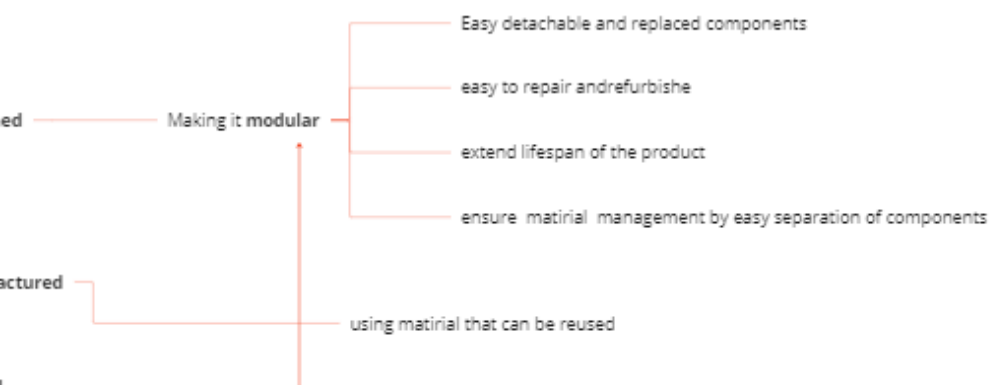 Easy detachable and replaced components
easy to repair andrefurbishe
ed Making it modular
extend lifespan of the product
ensure matirial management by easy separation of components
actured
using matirial that can be reused